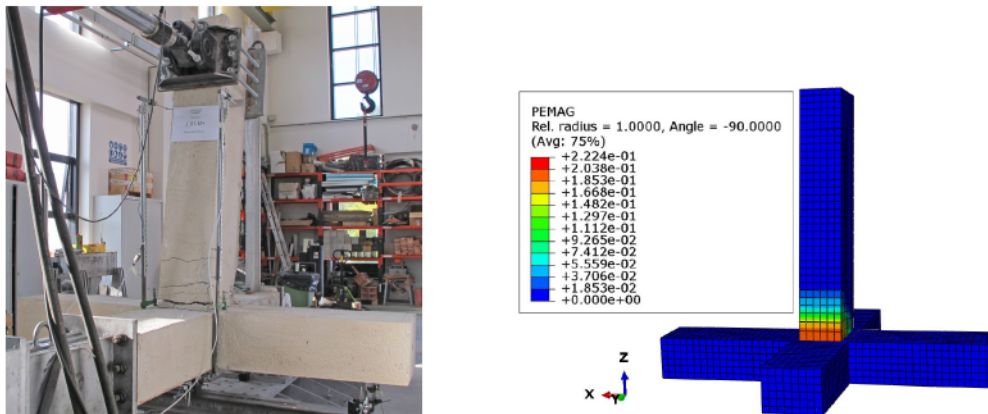 PEMAG
Rel. radius = 1.0000, Angle = -90.0000
(Avg: 75%)
+2.224e-01
+2.038e-01
+1.853e-01
+1.668e-01
+1.482e-01
+1.297e-01
+1.112e-01
+9.265e-02
+7.412e-02
+5.559e-02
+3.706e-02
+1.853e-02
+0.000e+00
Z
X
Y